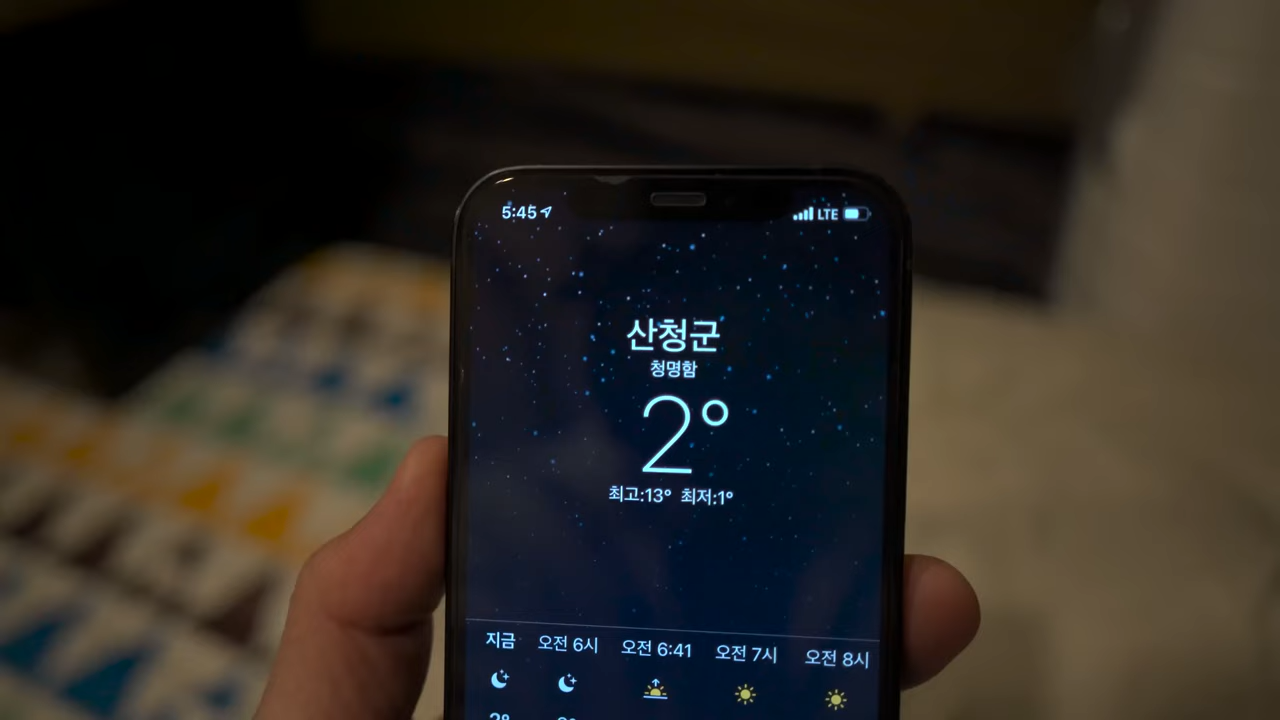 5:45 LTE
산청군
청명함
2°
최고:13° 최저:1°
지금 오전 6시 오전 6:41 오전 7시 오전 8시